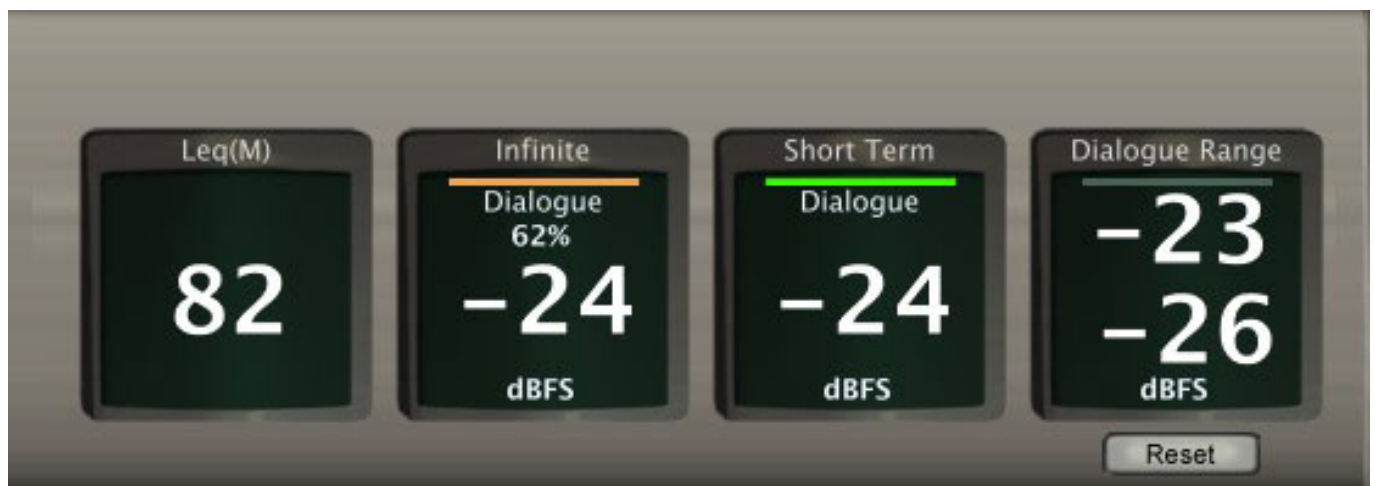 Leq(M)
82
Infinite
Dialogue
62%
-24
dBFS
Short Term
Dialogue
-24
dBFS
Dialogue Range
-23
-26
dBFS
Reset